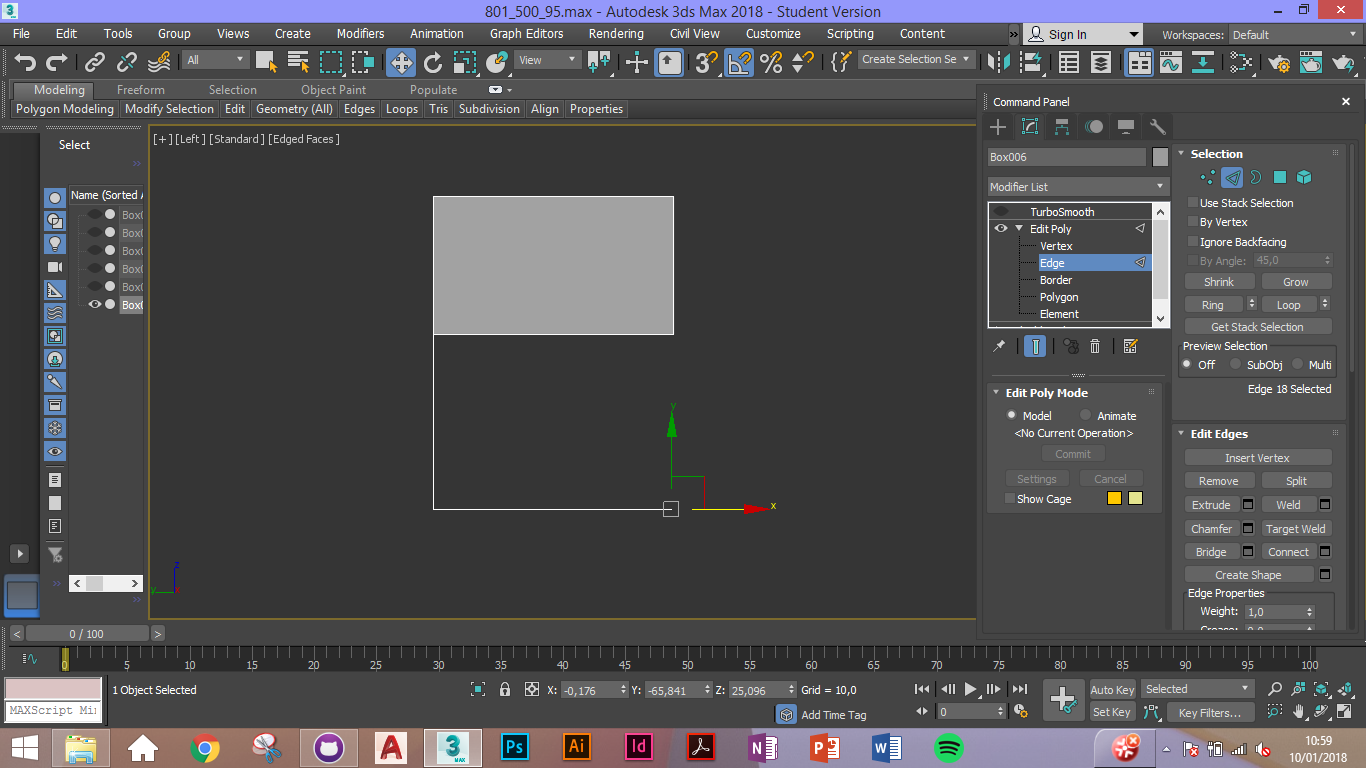 801_500_95.max - Autodesk 3ds Max 2018 - Student Version
File Edit Tools Group Views Create Modifiers Animation Graph Editors Rendering Civil View Customize Scripting Content » Sign In Workspaces: Default
All View 3 Create Selection Se
Modeling Freeform Selection Object Paint Populate
Polygon Modeling Modify Selection Edit Geometry (All) Edges Loops Tris Subdivision Align Properties
Command Panel
Select
[+] [Left] [Standard] [Edged Faces]
Name (Sorted A
Box0
Box0
Box0
Box0
Box0
Box0
y
x
z
y
Box006
Modifier List
TurboSmooth
Edit Poly
Vertex
Edge
Border
Polygon
Element
Edit Poly Mode
Model Animate
<No Current Operation>
Commit
Settings Cancel
Show Cage
Selection
Use Stack Selection
By Vertex
Ignore Backfacing
By Angle: 45,0
Shrink Grow
Ring Loop
Get Stack Selection
Preview Selection
Off SubObj Multi
Edge 18 Selected
Edit Edges
Insert Vertex
Remove Split
Extrude Weld
Chamfer Target Weld
Bridge Connect
Create Shape
Edge Properties
Weight: 1,0
< 0 / 100 >
0 5 10 15 20 25 30 35 40 45 50 55 60 65 70 75 80 85 90 95 100
1 Object Selected X: -0,176 Y: -65,841 Z: 25,096 Grid = 10,0 Auto Key Selected
MAXScript Mi Add Time Tag 0 Set Key Key Filters...
3 MAX Ps Ai Id N P W
10:59
10/01/2018